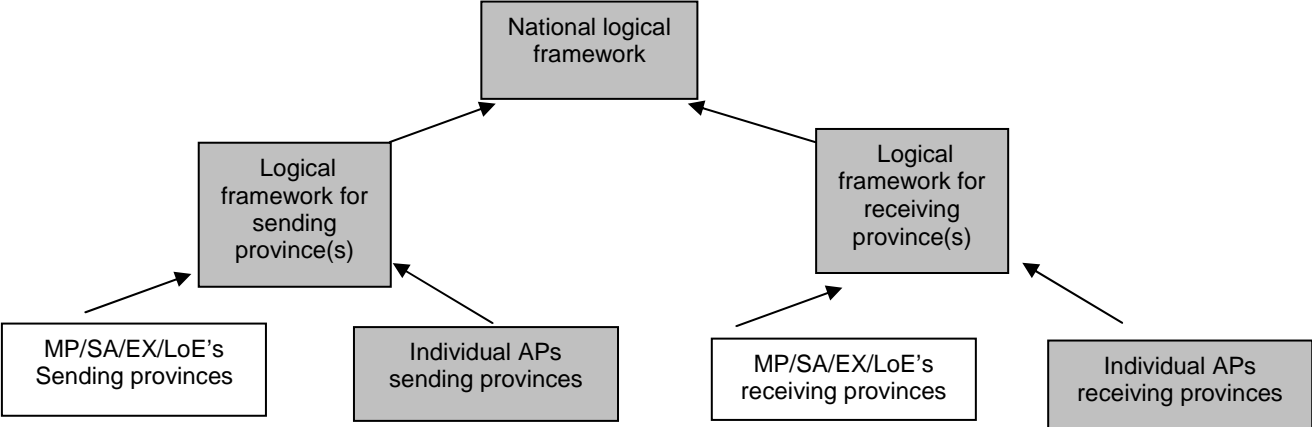 National logical
framework
Logical
framework for
sending
province(s)
Logical
framework for
receiving
province(s)
MP/SA/EX/LoE’s
Sending provinces
Individual APs
sending provinces
MP/SA/EX/LoE’s
receiving provinces
Individual APs
receiving provinces